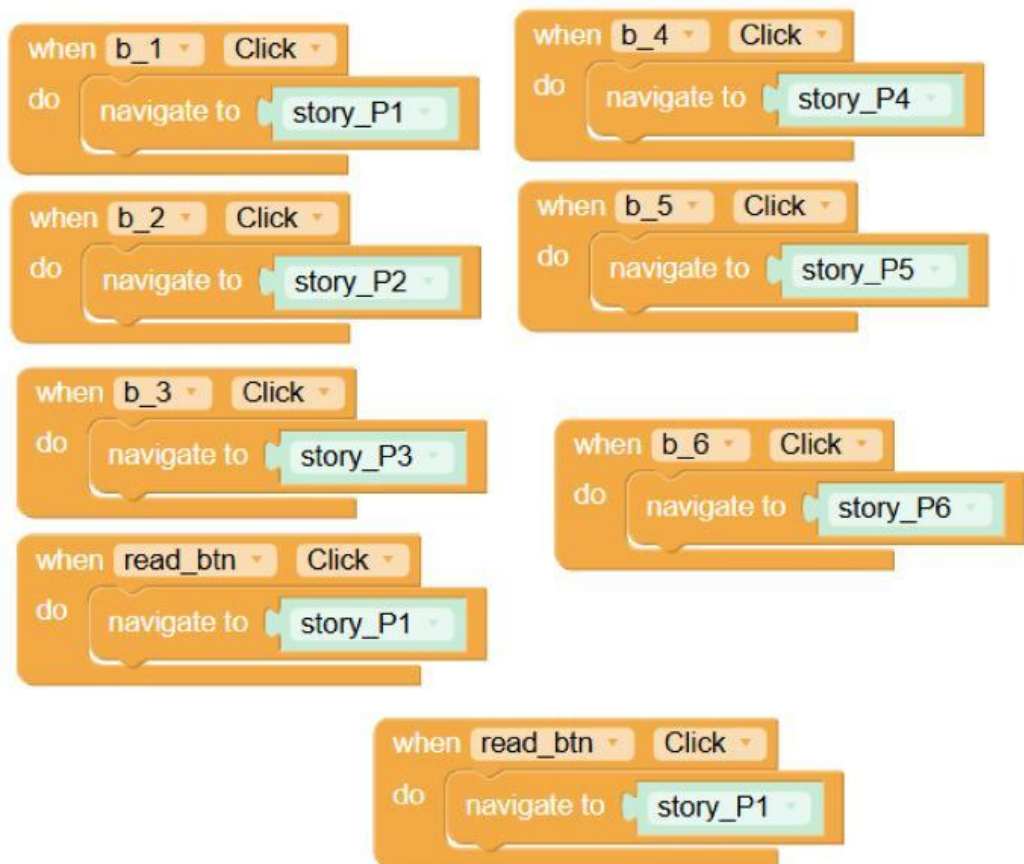 when b_1 Click
do navigate to story_P1
when b_2 Click
do navigate to story_P2
when b_3 Click
do navigate to story_P3
when read_btn Click
do navigate to story_P1
when b_4 Click
do navigate to story_P4
when b_5 Click
do navigate to story_P5
when b_6 Click
do navigate to story_P6
when read_btn Click
do navigate to story_P1